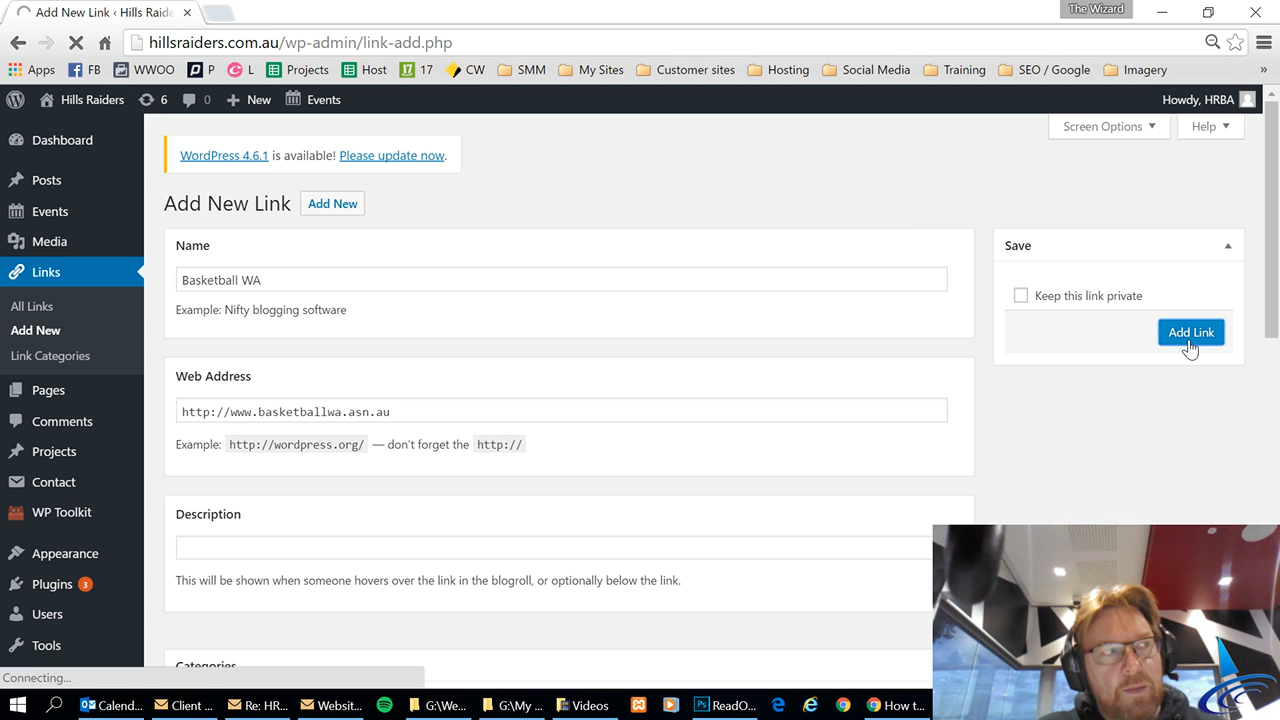 Add New Link ‹ Hills Raide
The Wizard
hillsraiders.com.au/wp-admin/link-add.php
Apps FB WWOO P L Projects Host 17 CW SMM My Sites Customer sites Hosting Social Media Training SEO / Google Imagery »
Hills Raiders 6 0 New Events Howdy, HRBA
Screen Options Help
Dashboard
WordPress 4.6.1 is available! Please update now.
Posts
Add New Link Add New
Events
Media
Name
Save
Links
Basketball WA
Keep this link private
All Links
Example: Nifty blogging software
Add New
Add Link
Link Categories
Web Address
Pages
http://www.basketballwa.asn.au
Comments
Example: http://wordpress.org/ — don't forget the http://
Projects
Contact
WP Toolkit
Description
Appearance
Plugins 3
This will be shown when someone hovers over the link in the blogroll, or optionally below the link.
Users
Tools
Categories
Connecting...
Calend... Client ... Re: HR... Websit... G:\We... G:\My ... Videos ReadO... How t...